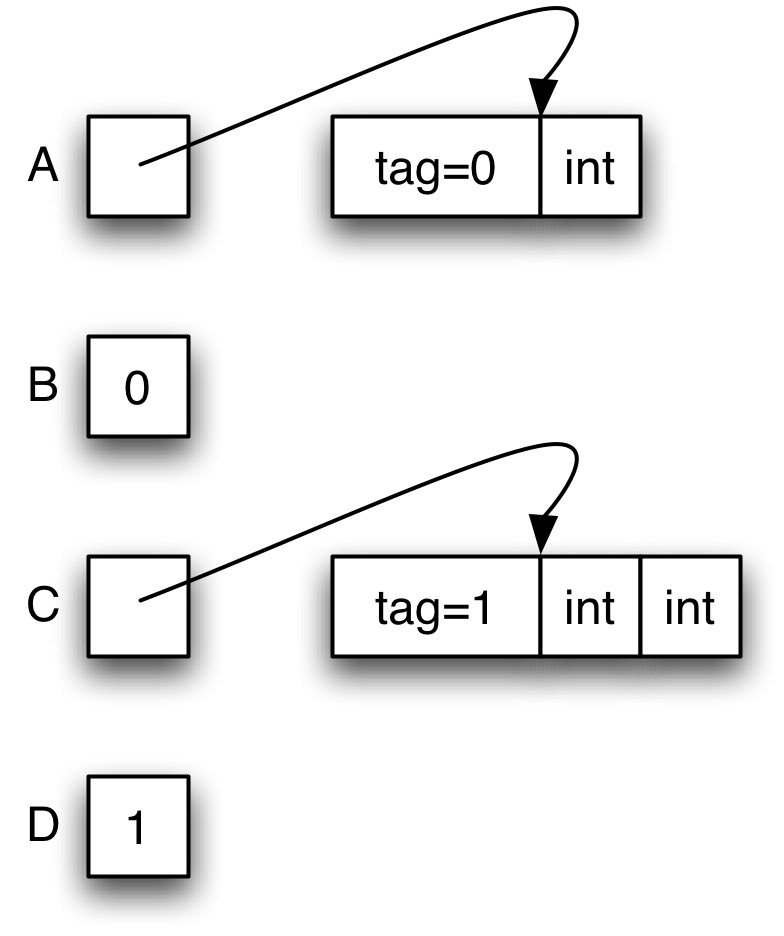 A tag=0 int
B 0
C tag=1 int int
D 1